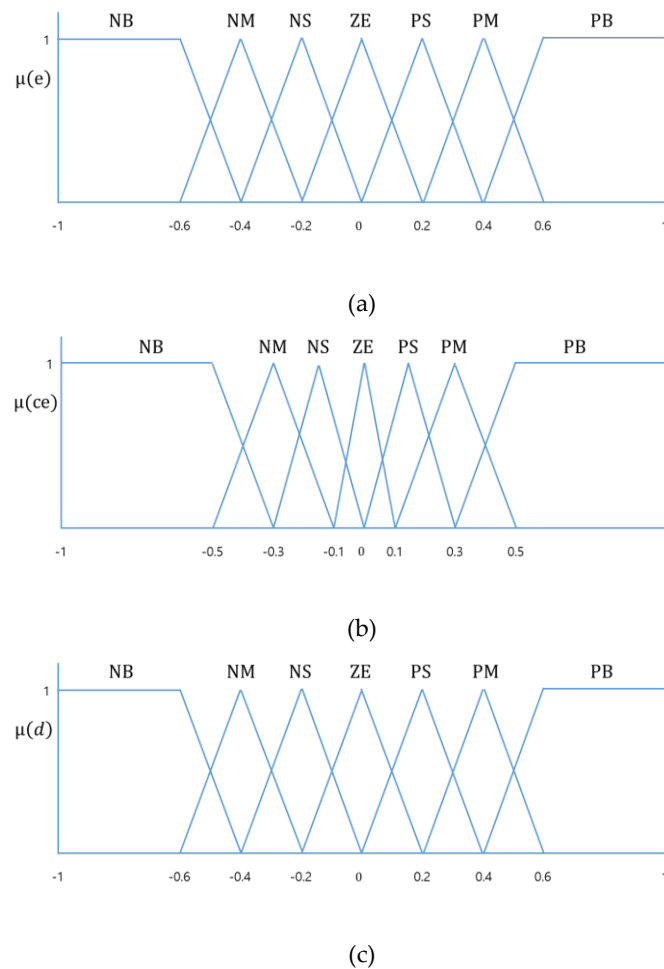 NB NM NS ZE PS PM PB
1
μ(e)
-1 -0.6 -0.4 -0.2 0 0.2 0.4 0.6 1
(a)
NB NM NS ZE PS PM PB
1
μ(ce)
-1 -0.5 -0.3 -0.1 0 0.1 0.3 0.5 1
(b)
NB NM NS ZE PS PM PB
1
μ(d)
-1 -0.6 -0.4 -0.2 0 0.2 0.4 0.6 1
(c)